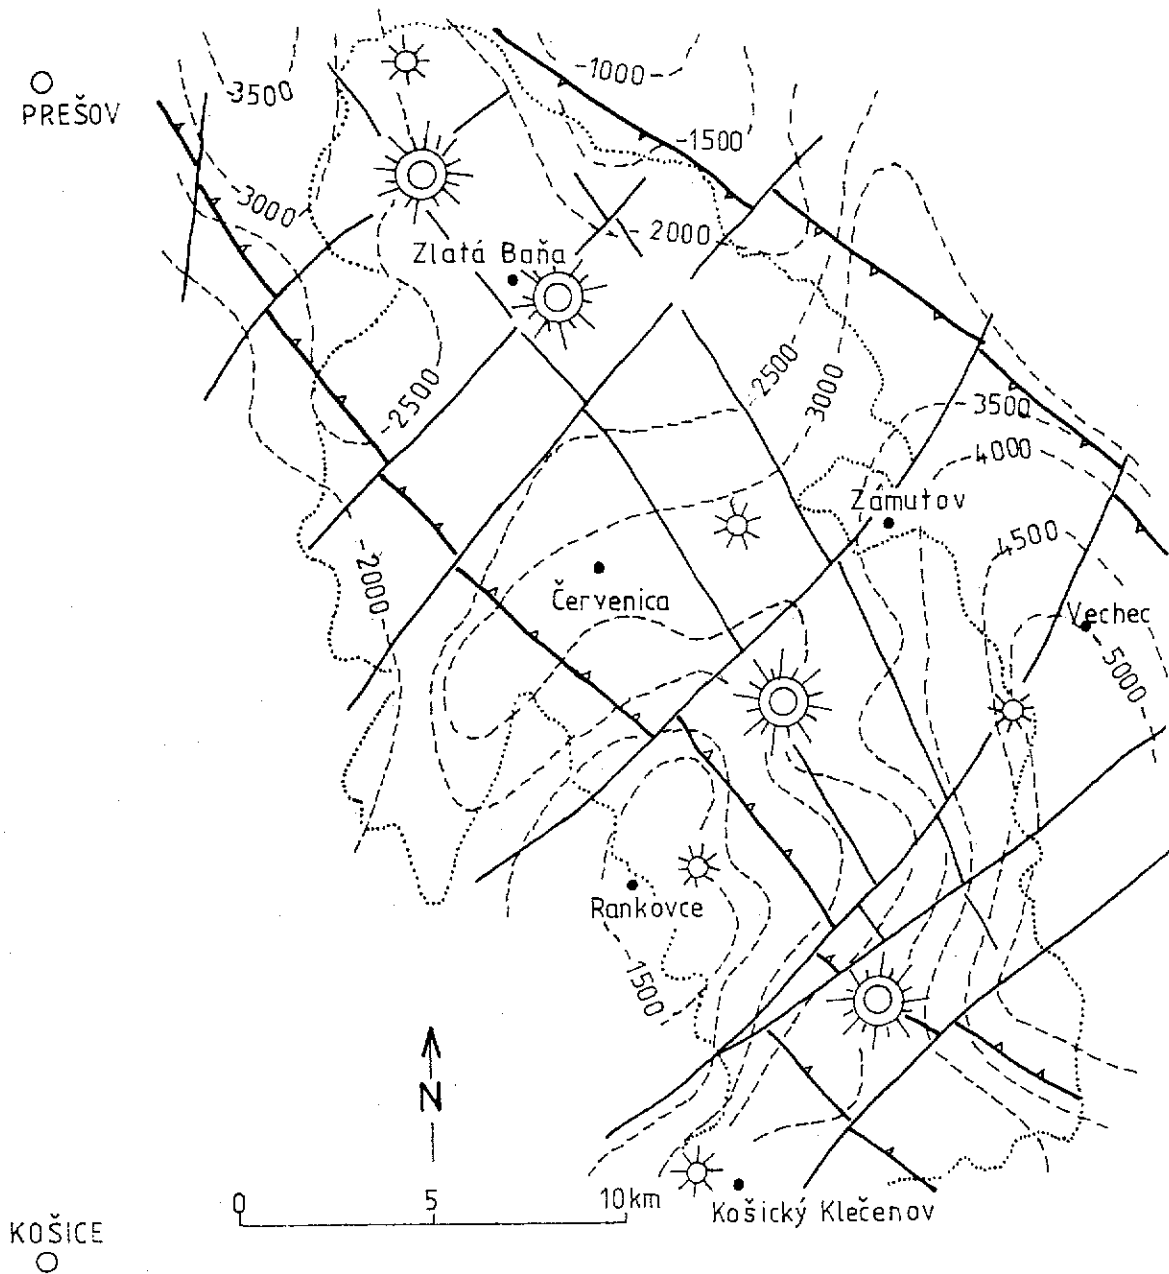 -1000-
-3500
PREŠOV
-1500
-3000
-2000
Zlatá Baňa
-2500
3000
-2500
-3500
-4000
Zámutov
-4500
-2000
Červenica
Vechec
-5000
Rankovce
1500
N
0 5 10km
Košický Klečenov
KOŠICE